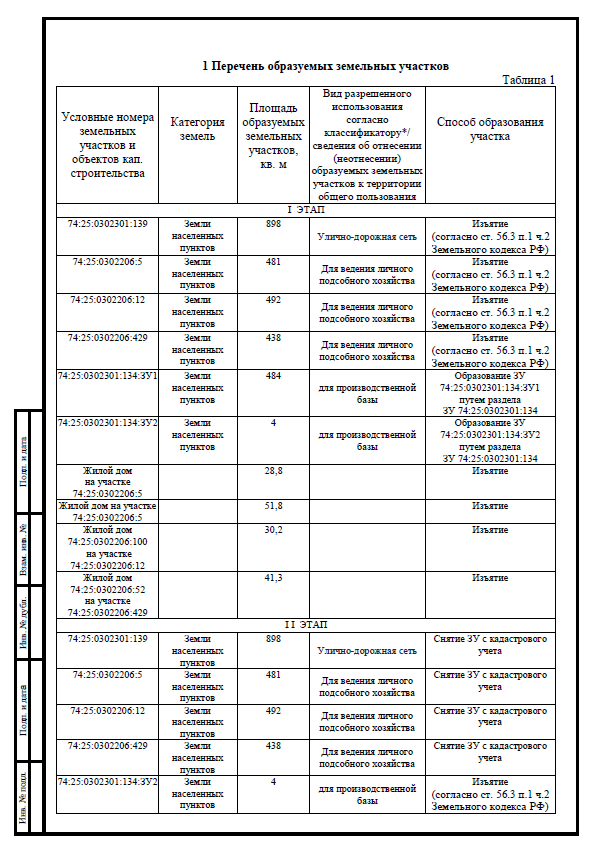 1 Перечень образуемых земельных участков
Таблица 1
Условные номера
земельных
участков и
объектов кап.
строительства
Категория
земель
Площадь
образуемых
земельных
участков,
кв. м
Вид разрешенного
использования
согласно
классификатору*/
сведения об отнесении
(неотнесении)
образуемых земельных
участков к территории
общего пользования
Способ образования
участка
I ЭТАП
74:25:0302301:139
Земли
населенных
пунктов
898
Улично-дорожная сеть
Изъятие
(согласно ст. 56.3 п.1 ч.2
Земельного кодекса РФ)
74:25:0302206:5
Земли
населенных
пунктов
481
Для ведения личного
подсобного хозяйства
Изъятие
(согласно ст. 56.3 п.1 ч.2
Земельного кодекса РФ)
74:25:0302206:12
Земли
населенных
пунктов
492
Для ведения личного
подсобного хозяйства
Изъятие
(согласно ст. 56.3 п.1 ч.2
Земельного кодекса РФ)
74:25:0302206:429
Земли
населенных
пунктов
438
Для ведения личного
подсобного хозяйства
Изъятие
(согласно ст. 56.3 п.1 ч.2
Земельного кодекса РФ)
74:25:0302301:134:ЗУ1
Земли
населенных
пунктов
484
для производственной
базы
Образование ЗУ
74:25:0302301:134:ЗУ1
путем раздела
ЗУ 74:25:0302301:134
74:25:0302301:134:ЗУ2
Земли
населенных
пунктов
4
для производственной
базы
Образование ЗУ
74:25:0302301:134:ЗУ2
путем раздела
ЗУ 74:25:0302301:134
Жилой дом
на участке
74:25:0302206:5
28,8
Изъятие
Жилой дом на участке
74:25:0302206:5
51,8
Изъятие
Жилой дом
74:25:0302206:100
на участке
74:25:0302206:12
30,2
Изъятие
Жилой дом
74:25:0302206:52
на участке
74:25:0302206:429
41,3
Изъятие
II ЭТАП
74:25:0302301:139
Земли
населенных
пунктов
898
Улично-дорожная сеть
Снятие ЗУ с кадастрового
учета
74:25:0302206:5
Земли
населенных
пунктов
481
Для ведения личного
подсобного хозяйства
Снятие ЗУ с кадастрового
учета
74:25:0302206:12
Земли
населенных
пунктов
492
Для ведения личного
подсобного хозяйства
Снятие ЗУ с кадастрового
учета
74:25:0302206:429
Земли
населенных
пунктов
438
Для ведения личного
подсобного хозяйства
Снятие ЗУ с кадастрового
учета
74:25:0302301:134:ЗУ2
Земли
населенных
пунктов
4
для производственной
базы
Изъятие
(согласно ст. 56.3 п.1 ч.2
Земельного кодекса РФ)
Подп. и дата
Взам. инв. №
Инв. № дубл.
Подп. и дата
Инв. № подл.